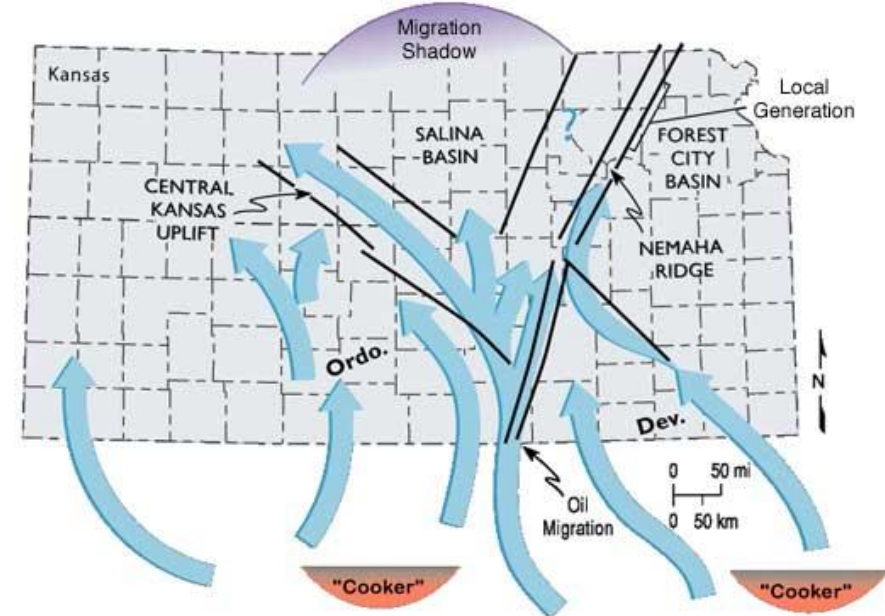 Migration
Shadow
Kansas
Local
Generation
SALINA
BASIN
?
FOREST
CITY
BASIN
CENTRAL
KANSAS
UPLIFT
NEMAHA
RIDGE
Ordo.
Dev.
N
0 50 mi
0 50 km
Oil
Migration
"Cooker"
"Cooker"